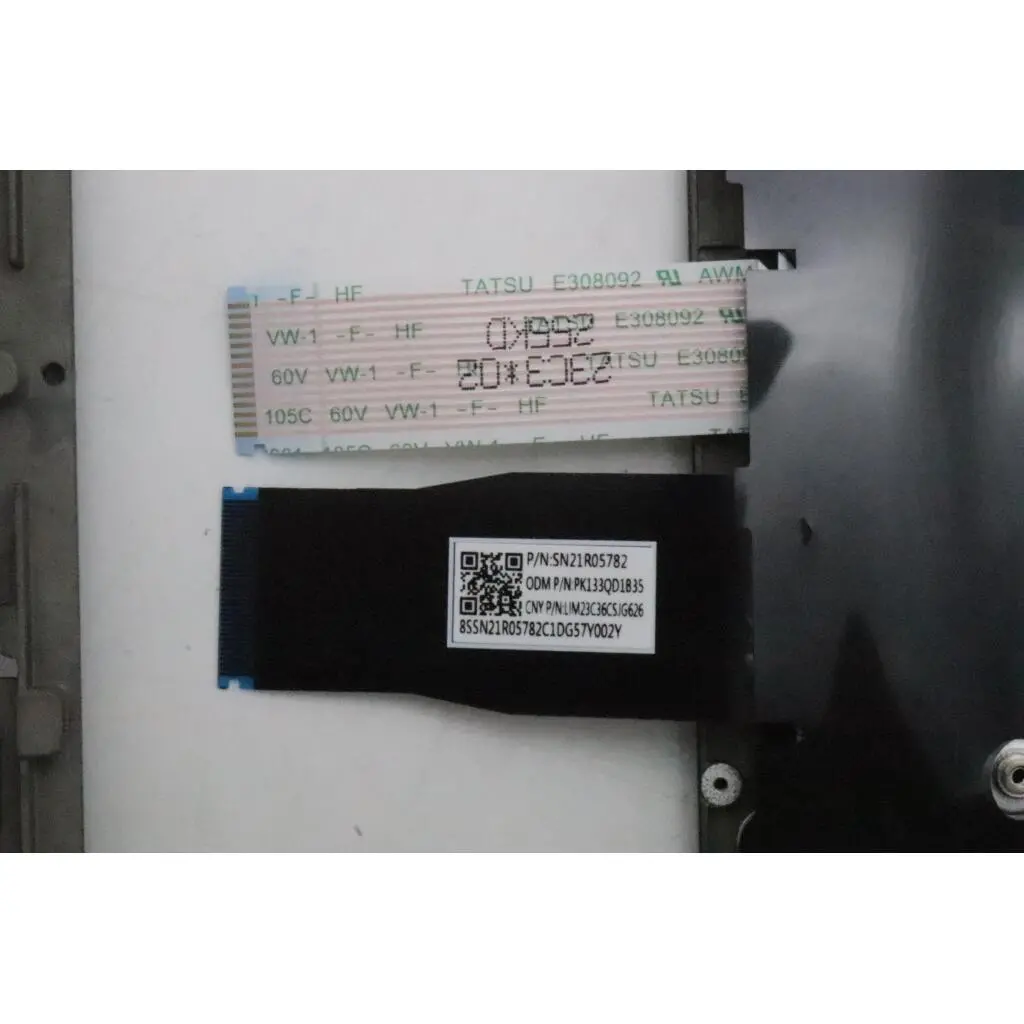 -F- HF TATSU E308092 AWM
VW-1 -F- HF E308092
60V VW-1 -F- TATSU E3080
105C 60V VW-1 -F- HF TATSU
P/N:SN21R05782
ODM P/N:PK133QD1B35
CNY P/N:LIM23C36CSJG626
8SSN21R05782C1DG57Y002Y